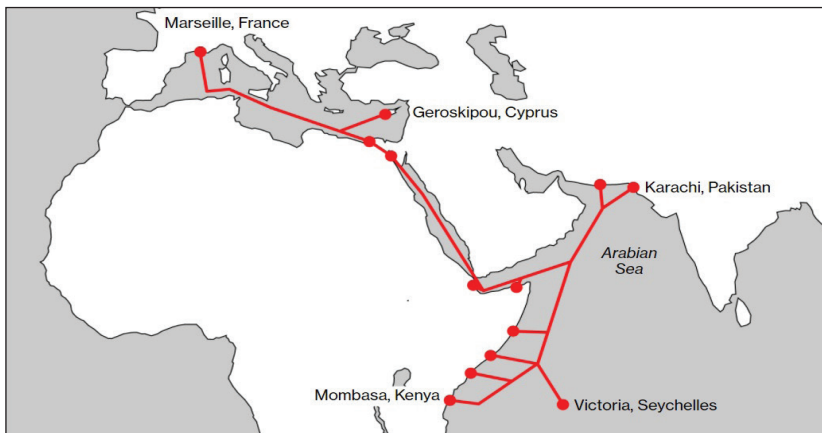 Marseille, France
Geroskipou, Cyprus
Karachi, Pakistan
Arabian
Sea
Mombasa, Kenya
Victoria, Seychelles